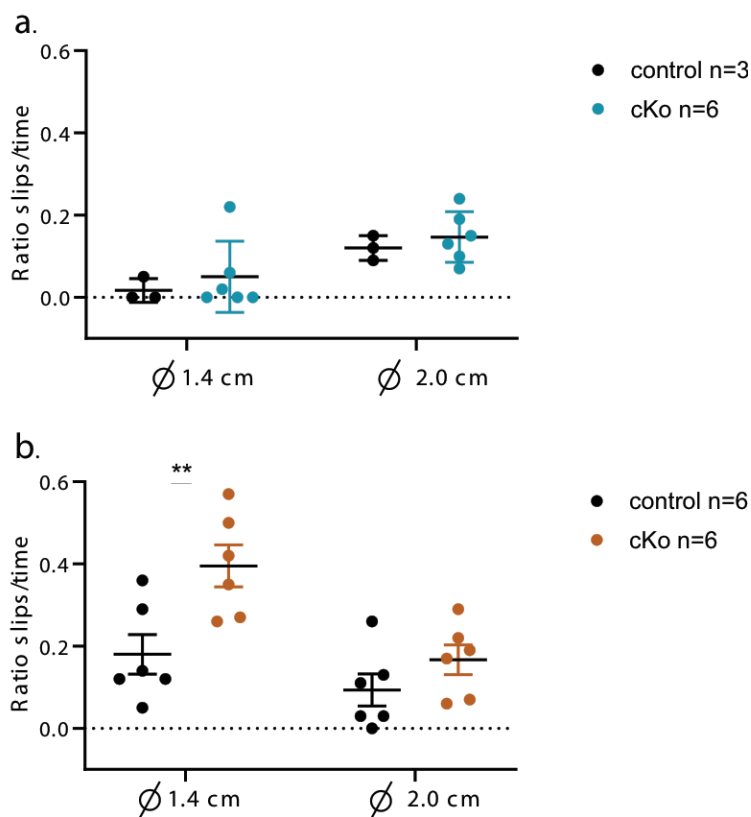 a.
0.6
0.4
0.2
0.0
Ratio slips/time
control n=3
cKo n=6
∅ 1.4 cm
∅ 2.0 cm
b.
**
0.6
0.4
0.2
0.0
Ratio slips/time
control n=6
cKo n=6
∅ 1.4 cm
∅ 2.0 cm